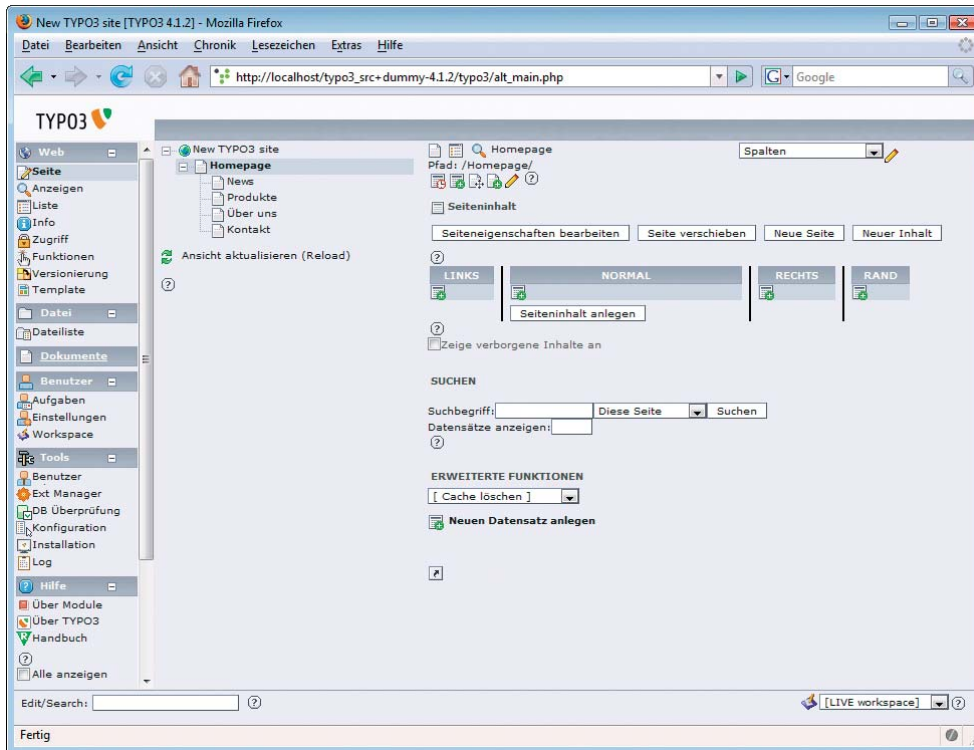 New TYPO3 site [TYPO3 4.1.2] - Mozilla Firefox
Datei Bearbeiten Ansicht Chronik Lesezeichen Extras Hilfe
http://localhost/typo3_src+dummy-4.1.2/typo3/alt_main.php
G Google
TYPO3
Web
Seite
Anzeigen
Liste
Info
Zugriff
Funktionen
Versionierung
Template
Datei
Dateiliste
Dokumente
Benutzer
Aufgaben
Einstellungen
Workspace
Tools
Benutzer
Ext Manager
DB Überprüfung
Konfiguration
Installation
Log
Hilfe
Über Module
Über TYPO3
Handbuch
Alle anzeigen
New TYPO3 site
Homepage
News
Produkte
Über uns
Kontakt
Ansicht aktualisieren (Reload)
Homepage
Spalten
Pfad: /Homepage/
Seiteninhalt
Seiteneigenschaften bearbeiten Seite verschieben Neue Seite Neuer Inhalt
LINKS NORMAL RECHTS RAND
Seiteninhalt anlegen
Zeige verborgene Inhalte an
SUCHEN
Suchbegriff: Diese Seite Suchen
Datensätze anzeigen:
ERWEITERTE FUNKTIONEN
[ Cache löschen ]
Neuen Datensatz anlegen
Edit/Search: [LIVE workspace]
Fertig